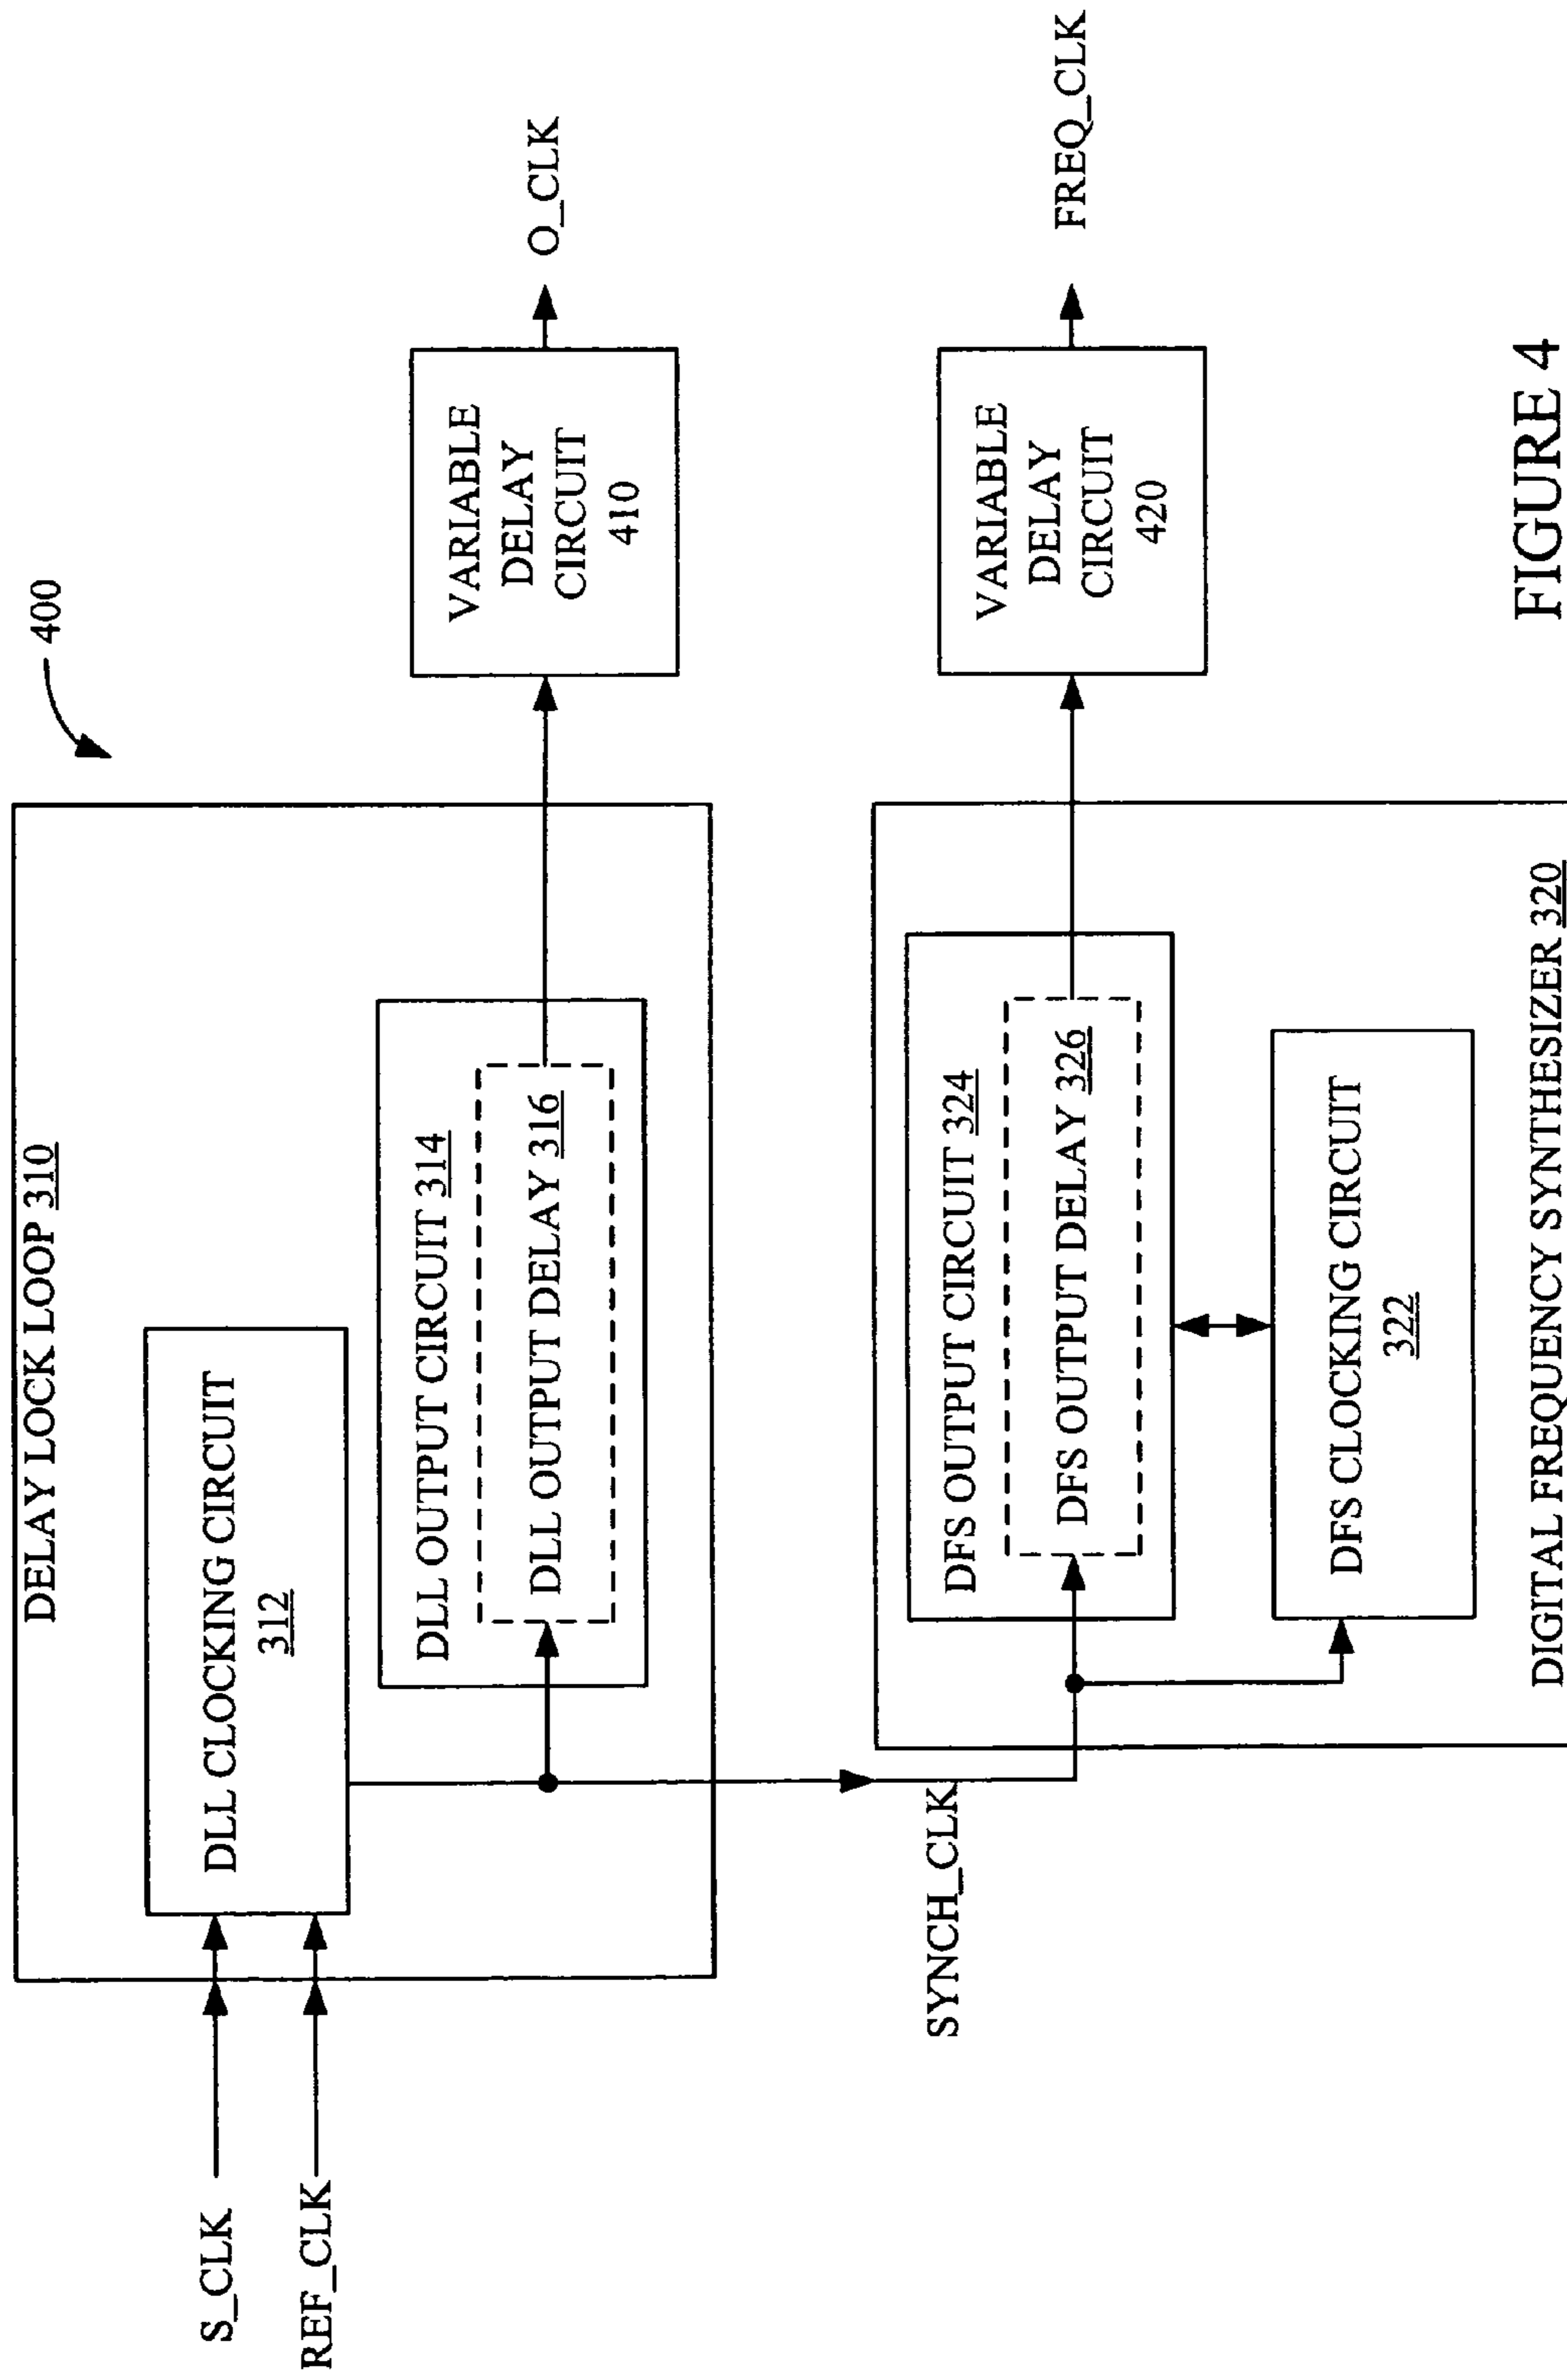 400
DELAY LOCK LOOP 310
S_CLK
REF_CLK
DLL CLOCKING CIRCUIT
312
DLL OUTPUT CIRCUIT 314
DLL OUTPUT DELAY 316
VARIABLE
DELAY
CIRCUIT
410
O_CLK
SYNCH_CLK
DFS OUTPUT CIRCUIT 324
DFS OUTPUT DELAY 326
VARIABLE
DELAY
CIRCUIT
420
FREQ_CLK
DFS CLOCKING CIRCUIT
322
DIGITAL FREQUENCY SYNTHESIZER 320
FIGURE 4